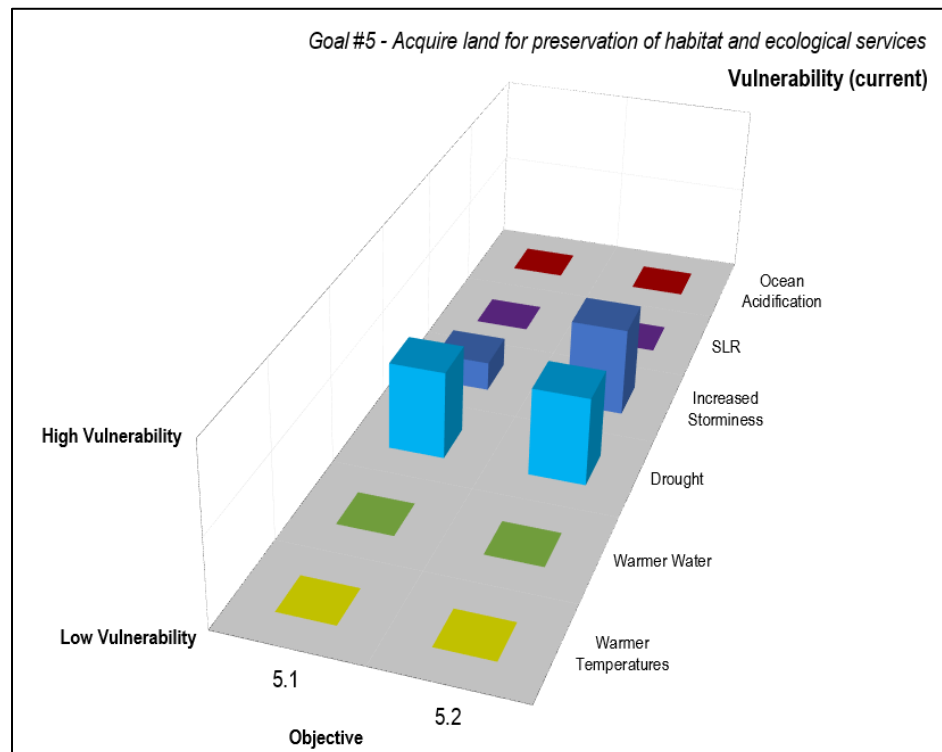 Goal #5 - Acquire land for preservation of habitat and ecological services
Vulnerability (current)
Ocean
Acidification
SLR
Increased
Storminess
High Vulnerability
Drought
Warmer Water
Low Vulnerability
Warmer
Temperatures
5.1
5.2
Objective